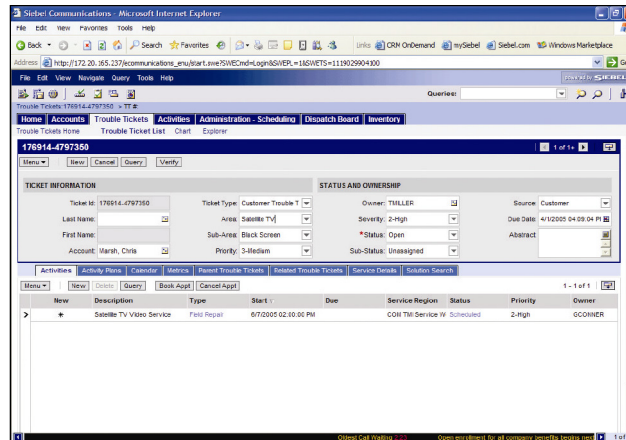 Siebel Communications - Microsoft Internet Explorer
File Edit View Favorites Tools Help
Back Search Favorites Links CRM OnDemand mySiebel Siebel.com Windows Marketplace
Address http://172.20.165.237/ecommunications_enu/start.swe?SWECmd=Login&SWEPL=1&SWETS=1119029904100 Go
File Edit View Navigate Query Tools Help powered by SIEBEL
Queries:
Trouble Tickets:176914-4797350 > TT #:
Home Accounts Trouble Tickets Activities Administration - Scheduling Dispatch Board Inventory
Trouble Tickets Home Trouble Ticket List Chart Explorer
176914-4797350 1 of 1+
Menu New Cancel Query Verify
TICKET INFORMATION STATUS AND OWNERSHIP
Ticket Id: 176914-4797350 Ticket Type: Customer Trouble T Owner: TMILLER Source: Customer
Last Name: Area: Satellite TV Severity: 2-High Due Date: 4/1/2005 04:09:04 PM
First Name: Sub-Area: Black Screen *Status: Open Abstract:
Account: Marsh, Chris Priority: 3-Medium Sub-Status: Unassigned
Activities Activity Plans Calendar Metrics Parent Trouble Tickets Related Trouble Tickets Service Details Solution Search
Menu New Delete Query Book Appt Cancel Appt 1 - 1 of 1
New Description Type Start Due Service Region Status Priority Owner
> * Satellite TV Video Service Field Repair 6/7/2005 02:00:00 PM COM TMI Service W Scheduled 2-High GCONNER
Oldest Call Waiting 2:23 Open enrollment for all company benefits begins next 1 of